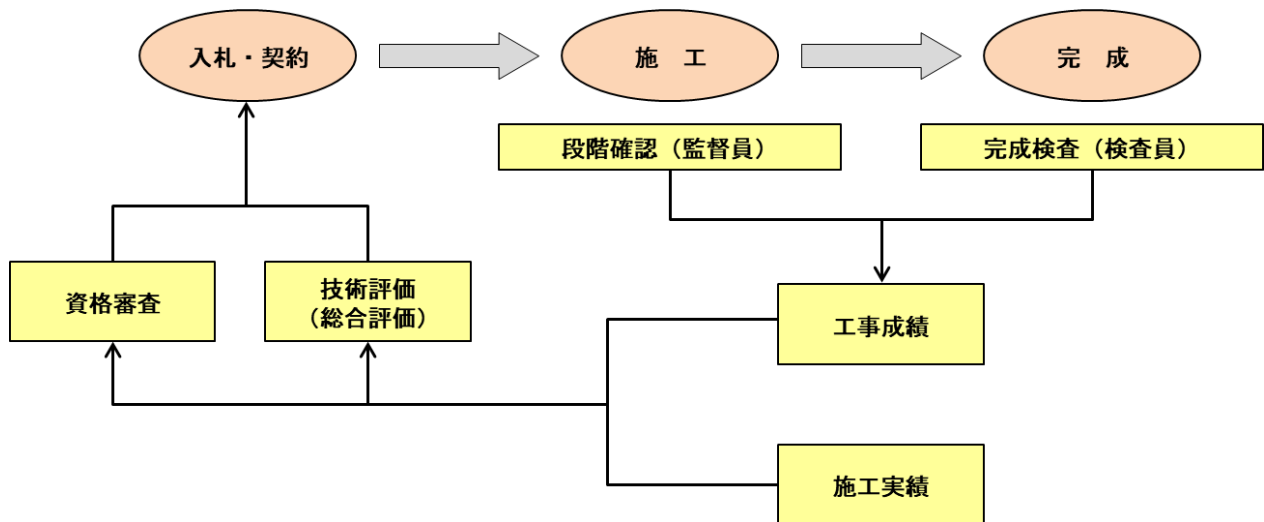 入札・契約
施　工
完　成
段階確認（監督員）
完成検査（検査員）
資格審査
技術評価
（総合評価）
工事成績
施工実績